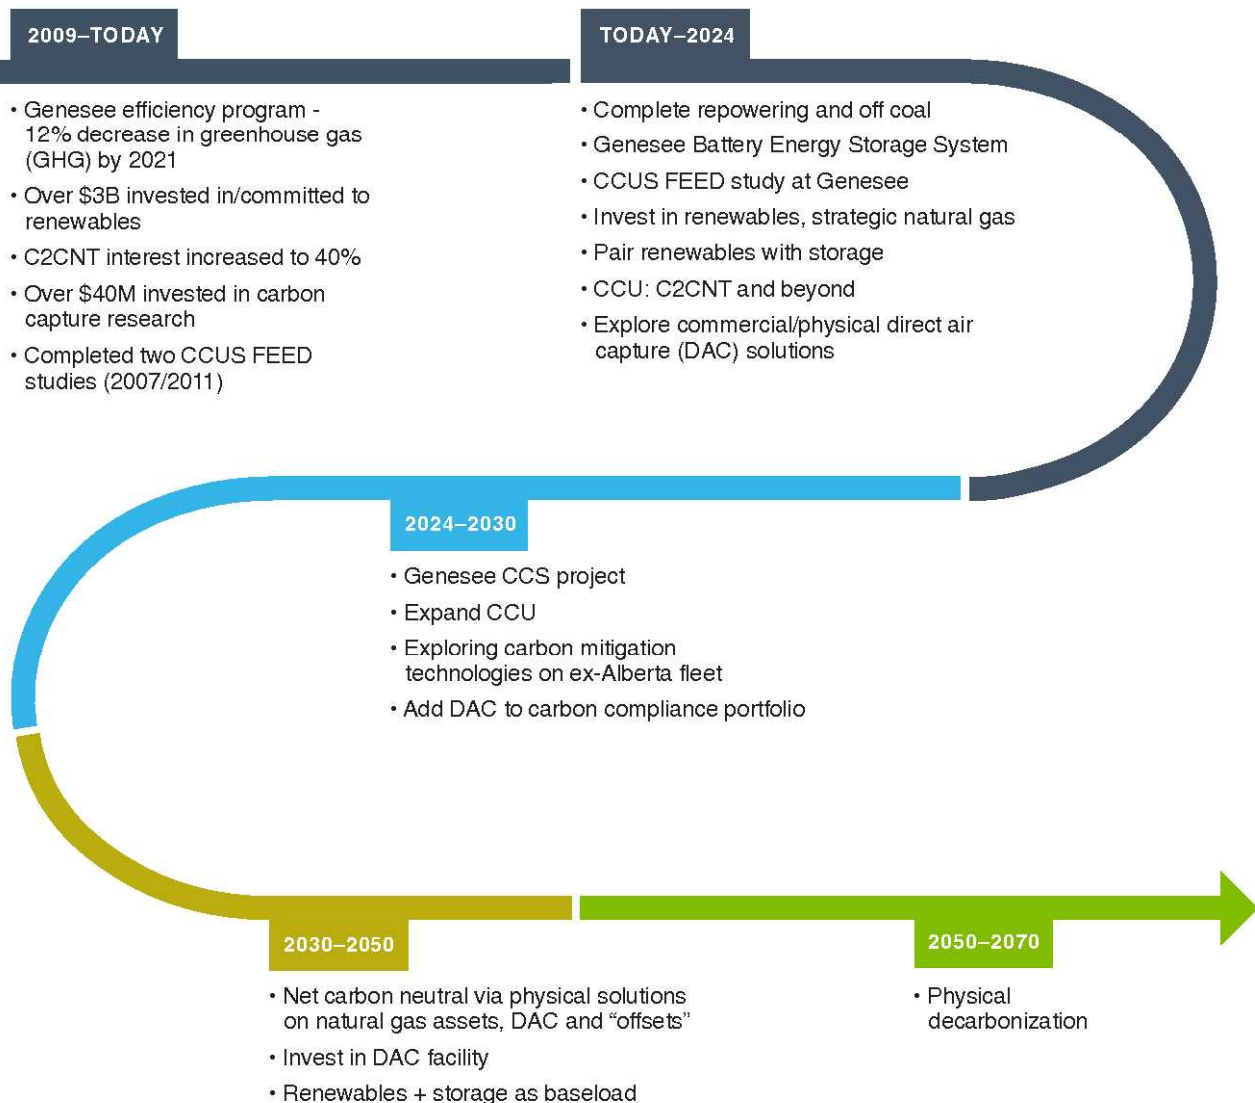 2009–TODAY
• Genesee efficiency program -
12% decrease in greenhouse gas
(GHG) by 2021
• Over $3B invested in/committed to
renewables
• C2CNT interest increased to 40%
• Over $40M invested in carbon
capture research
• Completed two CCUS FEED
studies (2007/2011)
TODAY–2024
• Complete repowering and off coal
• Genesee Battery Energy Storage System
• CCUS FEED study at Genesee
• Invest in renewables, strategic natural gas
• Pair renewables with storage
• CCU: C2CNT and beyond
• Explore commercial/physical direct air
capture (DAC) solutions
2024–2030
• Genesee CCS project
• Expand CCU
• Exploring carbon mitigation
technologies on ex-Alberta fleet
• Add DAC to carbon compliance portfolio
2030–2050
• Net carbon neutral via physical solutions
on natural gas assets, DAC and “offsets”
• Invest in DAC facility
• Renewables + storage as baseload
2050–2070
• Physical
decarbonization